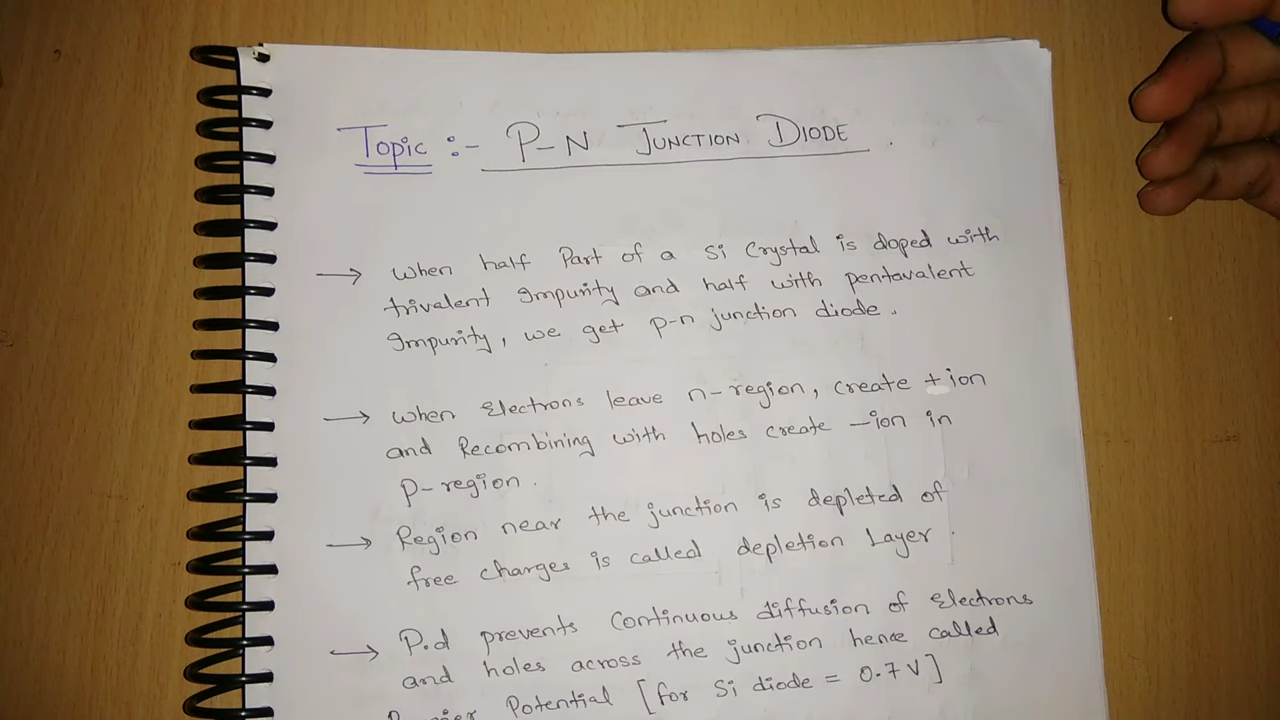 Topic :- P-N JUNCTION DIODE .
→ When half Part of a Si Crystal is doped with
trivalent Impurity and half with pentavalent
Impurity, we get p-n junction diode.
→ When Electrons leave n-region, create + ion
and Recombining with holes create -ion in
p-region.
→ Region near the junction is depleted of
free charges is called depletion Layer.
→ P.d prevents Continuous diffusion of Electrons
and holes across the junction hence called
Potential [for Si diode = 0.7 V]